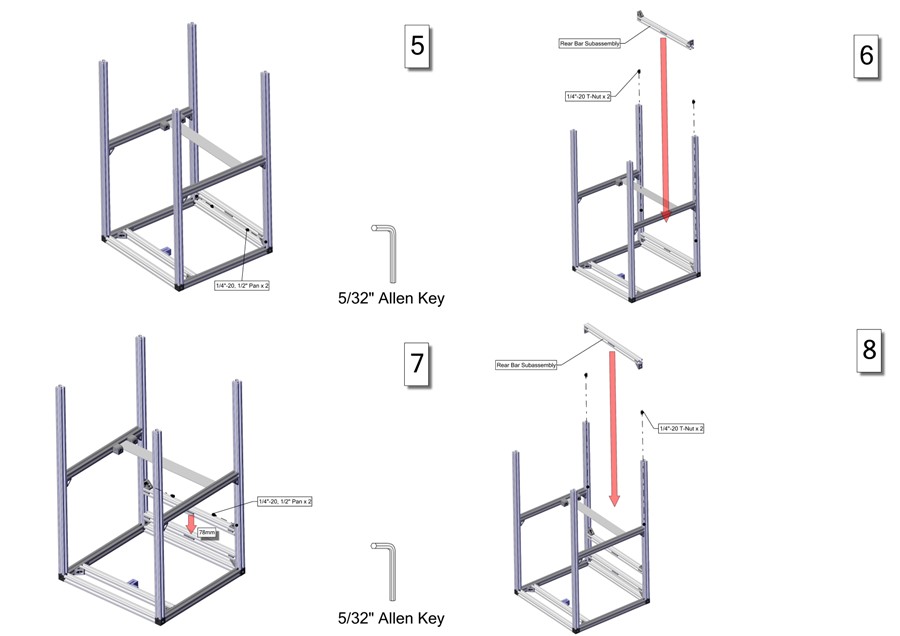 5
1/4"-20, 1/2" Pan x 2
5/32" Allen Key
6
Rear Bar Subassembly
1/4"-20 T-Nut x 2
7
1/4"-20, 1/2" Pan x 2
78mm
5/32" Allen Key
8
Rear Bar Subassembly
1/4"-20 T-Nut x 2